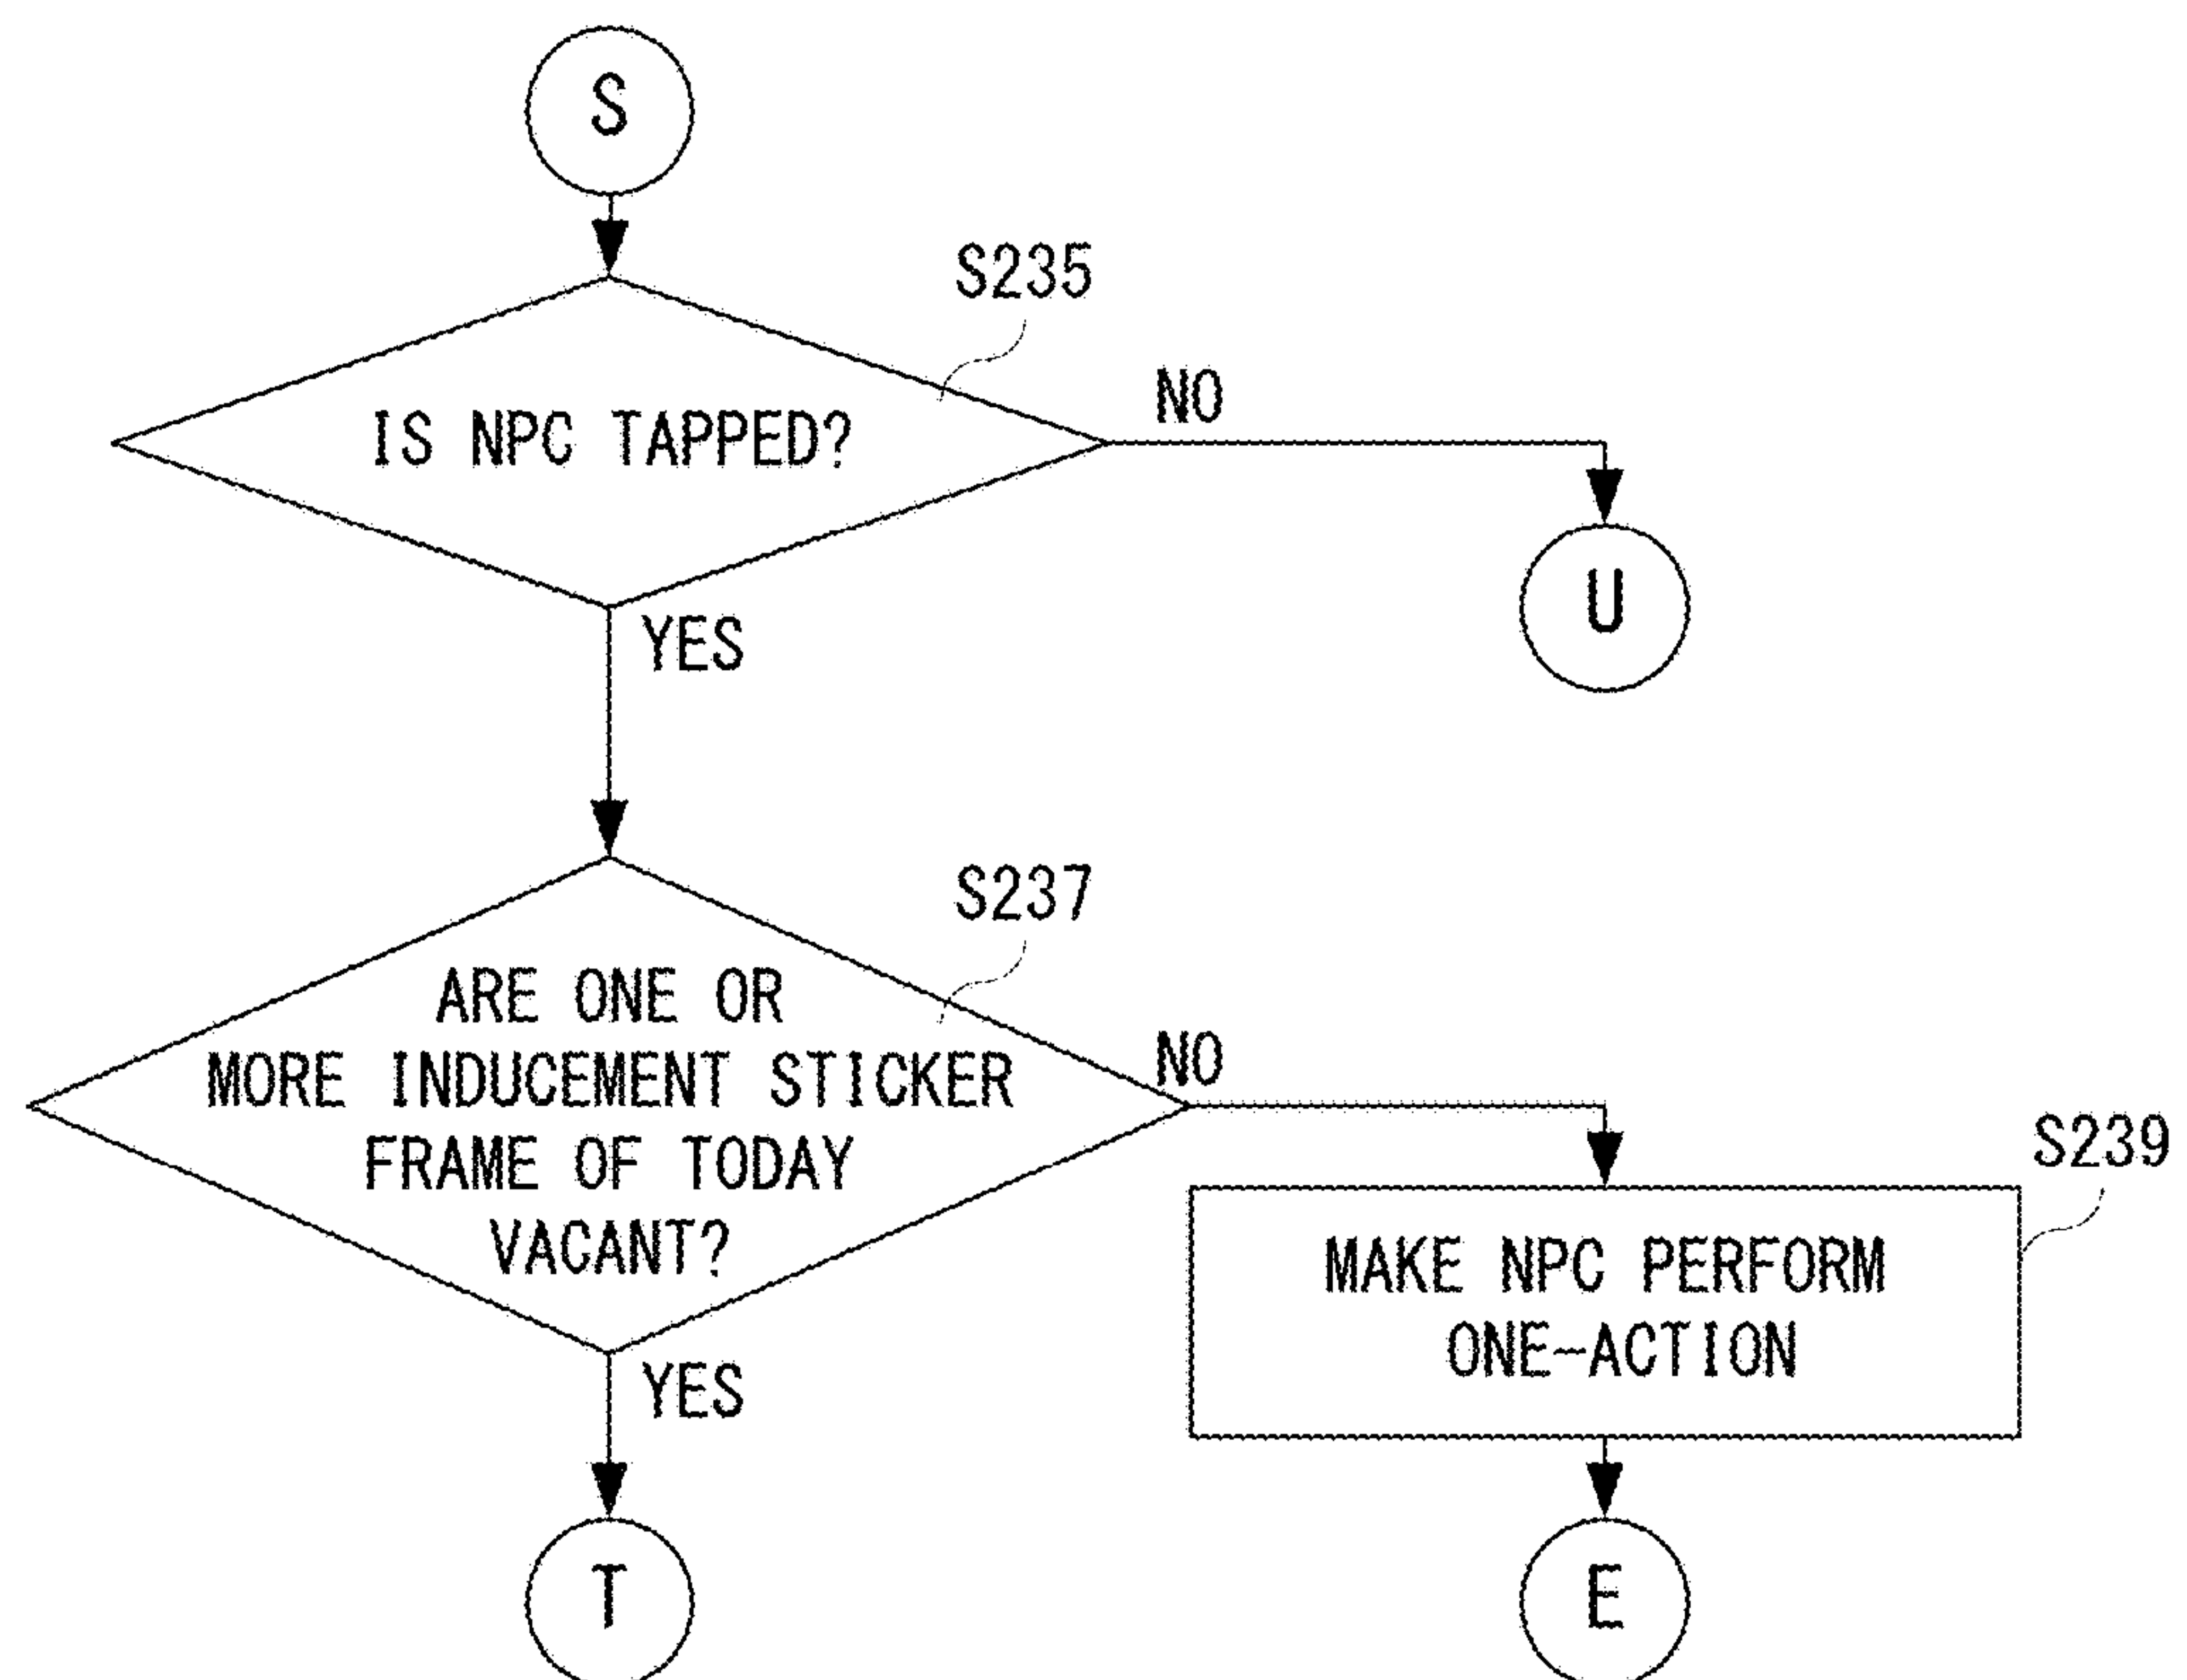 S
S235
IS NPC TAPPED?
NO
U
YES
S237
ARE ONE OR
MORE INDUCEMENT STICKER
FRAME OF TODAY
VACANT?
NO
S239
MAKE NPC PERFORM
ONE-ACTION
YES
T
E